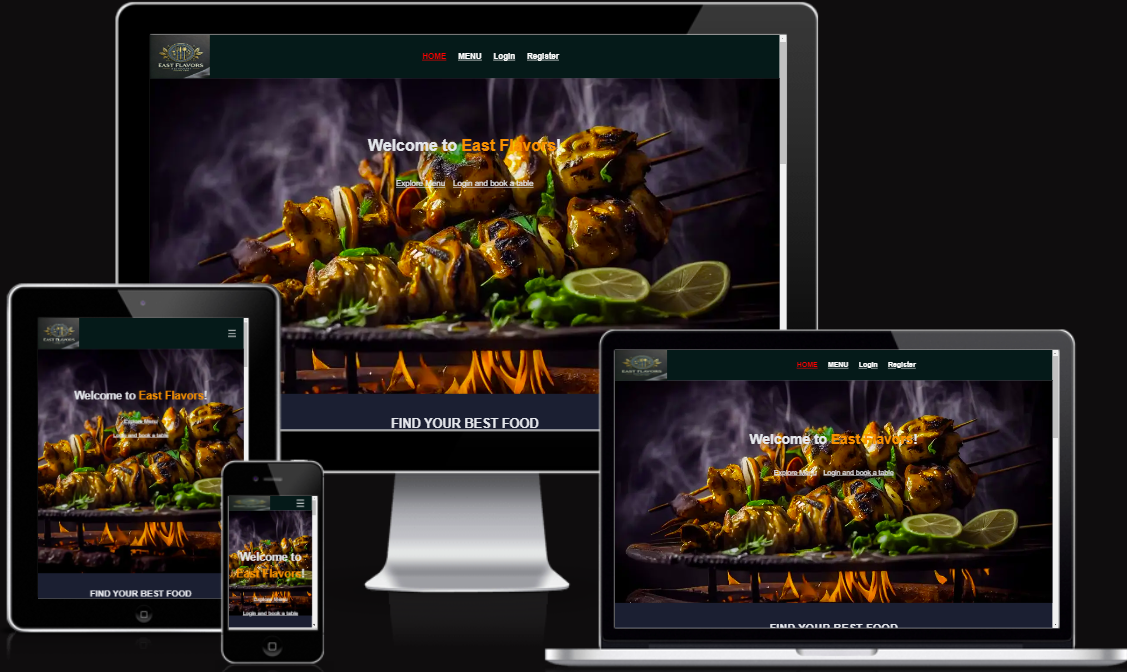 EAST FLAVORS
HOME MENU Login Register
Welcome to East Flavors!
Explore Menu Login and book a table
FIND YOUR BEST FOOD
Welcome to East Flavors!
Explore Menu
Login and book a table
FIND YOUR BEST FOOD
Welcome to
East Flavors!
Explore Menu
Login and book a table
EAST FLAVORS
HOME MENU Login Register
Welcome to East Flavors!
Explore Menu Login and book a table
FIND YOUR BEST FOOD